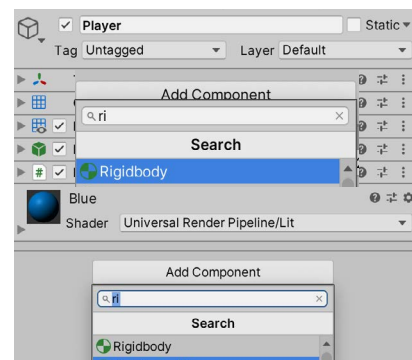 Player
Static
Tag Untagged Layer Default
Add Component
ri
Search
Rigidbody
Blue
Shader Universal Render Pipeline/Lit
Add Component
ri
Search
Rigidbody